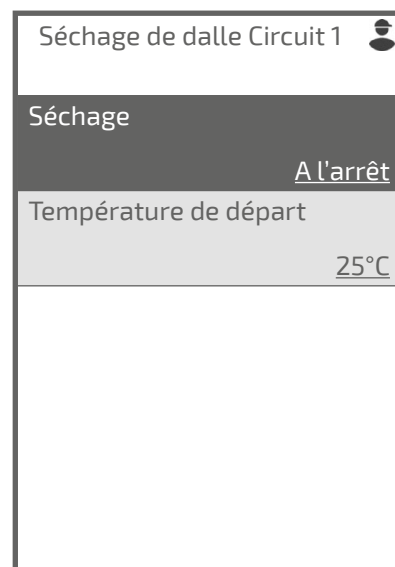 Séchage de dalle Circuit 1
Séchage
A l'arrêt
Température de départ
25°C